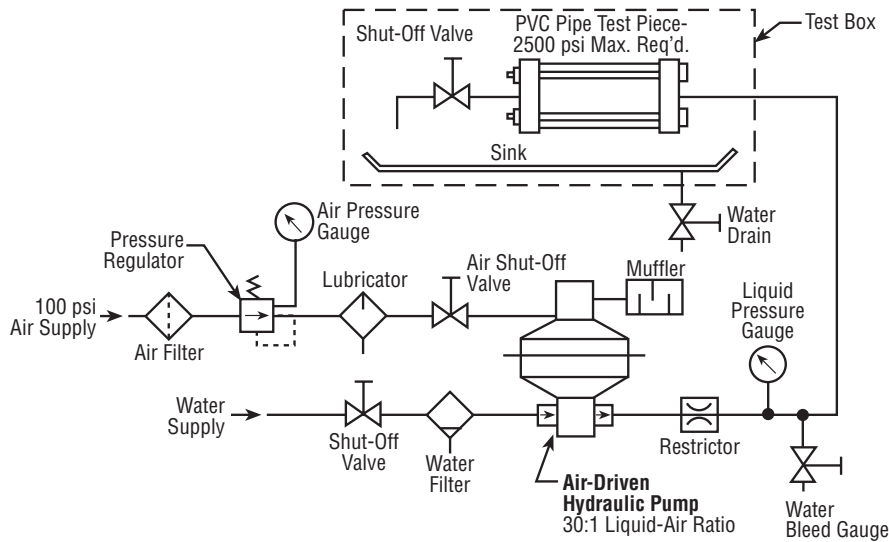 Shut-Off Valve
PVC Pipe Test Piece-
2500 psi Max. Req’d.
Test Box
Sink
Water
Drain
Air Pressure
Gauge
Pressure
Regulator
Lubricator
Air Shut-Off
Valve
Muffler
Liquid
Pressure
Gauge
100 psi
Air Supply
Air Filter
Water
Supply
Shut-Off
Valve
Water
Filter
Restrictor
Air-Driven
Hydraulic Pump
30:1 Liquid-Air Ratio
Water
Bleed Gauge